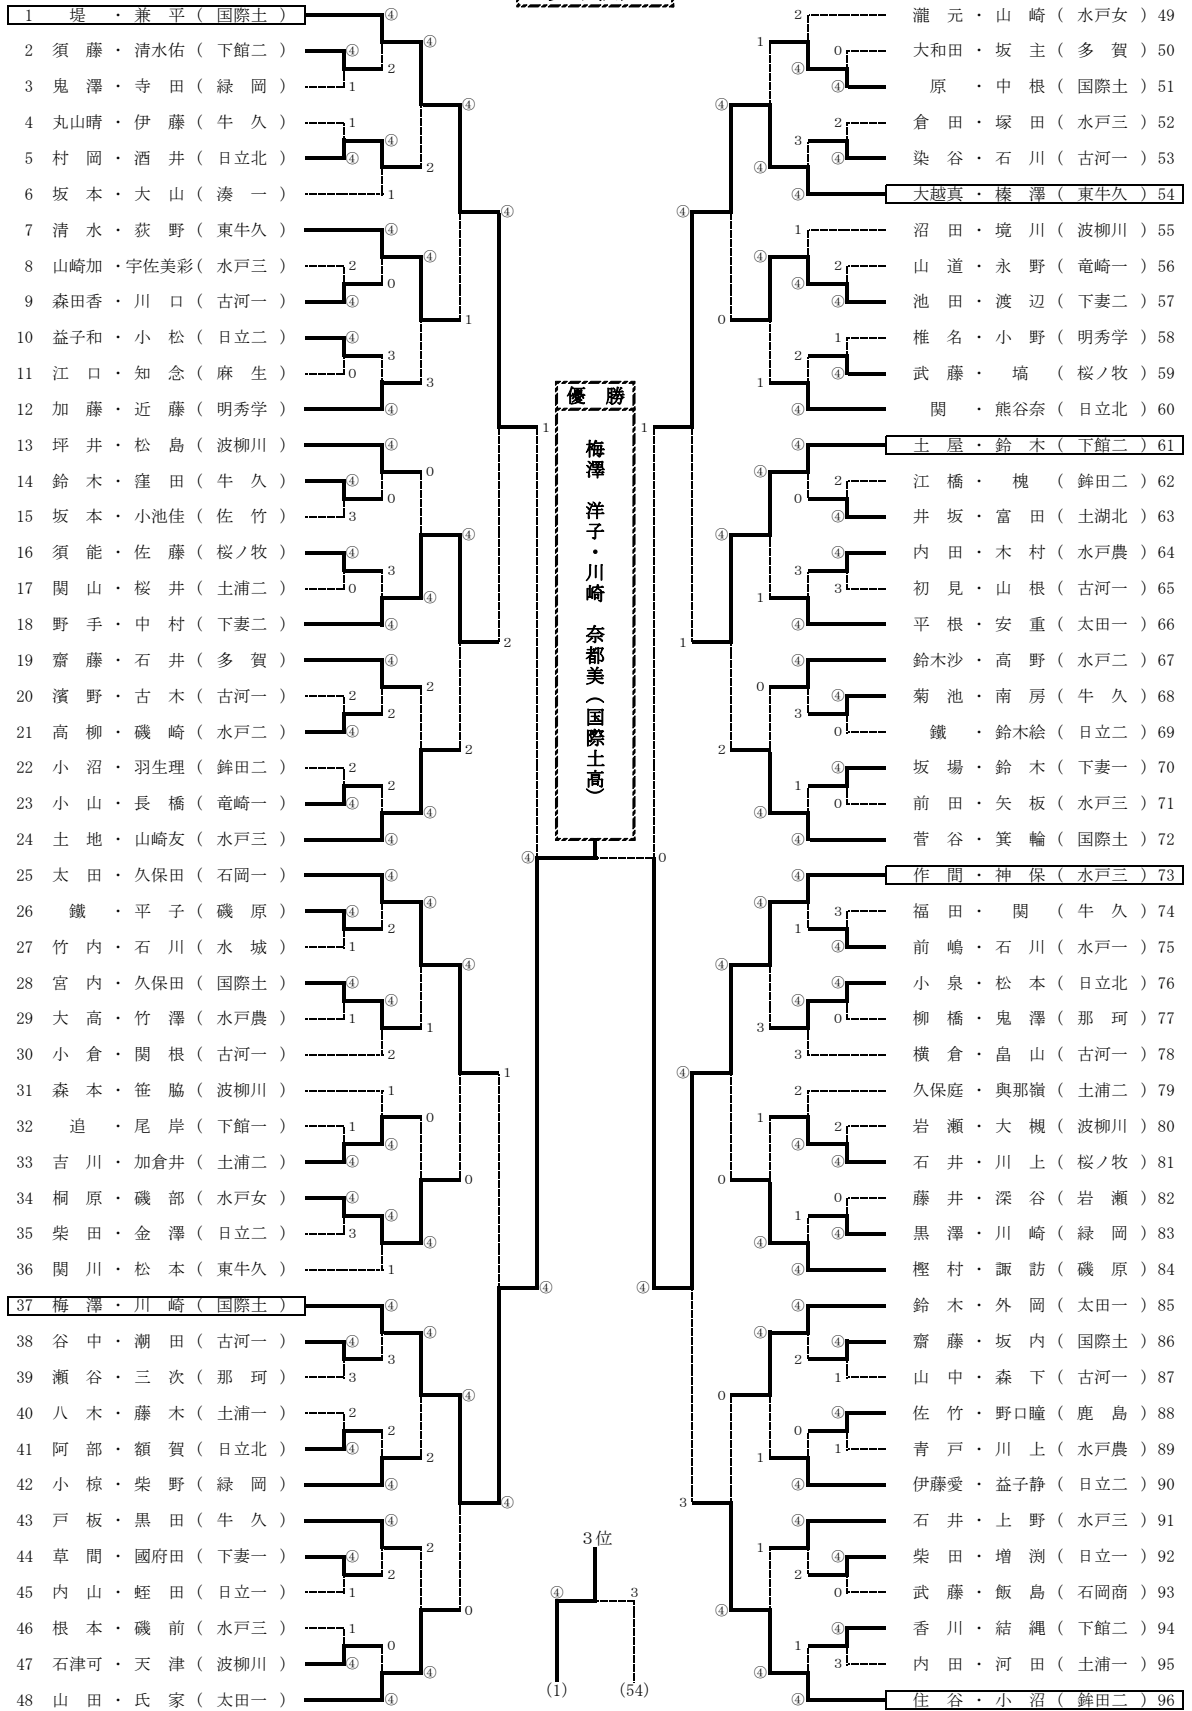 1 堤・兼平(国際土)
2 須藤・清水佑(下館二)
3 鬼澤・寺田(緑岡)
4 丸山晴・伊藤(牛久)
5 村岡・酒井(日立北)
6 坂本・大山(湊一)
7 清水・荻野(東牛久)
8 山崎加・宇佐美彩(水戸三)
9 森田香・川口(古河一)
10 益子和・小松(日立二)
11 江口・知念(麻生)
12 加藤・近藤(明秀学)
13 坪井・松島(波柳川)
14 鈴木・窪田(牛久)
15 坂本・小池佳(佐竹)
16 須能・佐藤(桜ノ牧)
17 関山・桜井(土浦二)
18 野手・中村(下妻二)
19 齋藤・石井(多賀)
20 濱野・古木(古河一)
21 高柳・磯崎(水戸二)
22 小沼・羽生理(鉾田二)
23 小山・長橋(竜崎一)
24 土地・山崎友(水戸三)
25 太田・久保田(石岡一)
26 鐵・平子(磯原)
27 竹内・石川(水城)
28 宮内・久保田(国際土)
29 大高・竹澤(水戸農)
30 小倉・関根(古河一)
31 森本・笹脇(波柳川)
32 追・尾岸(下館一)
33 吉川・加倉井(土浦二)
34 桐原・磯部(水戸女)
35 柴田・金澤(日立二)
36 関川・松本(東牛久)
37 梅澤・川崎(国際土)
38 谷中・潮田(古河一)
39 瀬谷・三次(那珂)
40 八木・藤木(土浦一)
41 阿部・額賀(日立北)
42 小椋・柴野(緑岡)
43 戸板・黒田(牛久)
44 草間・國府田(下妻一)
45 内山・蛭田(日立一)
46 根本・磯前(水戸三)
47 石津可・天津(波柳川)
48 山田・氏家(太田一)
優勝
梅澤 洋子・川崎 奈都美(国際土高)
3位
④ 3
(1) (54)
瀧元・山崎(水戸女)49
大和田・坂主(多賀)50
原・中根(国際土)51
倉田・塚田(水戸三)52
染谷・石川(古河一)53
大越真・榛澤(東牛久)54
沼田・境川(波柳川)55
山道・永野(竜崎一)56
池田・渡辺(下妻二)57
椎名・小野(明秀学)58
武藤・塙(桜ノ牧)59
関・熊谷奈(日立北)60
土屋・鈴木(下館二)61
江橋・槐(鉾田二)62
井坂・富田(土湖北)63
内田・木村(水戸農)64
初見・山根(古河一)65
平根・安重(太田一)66
鈴木沙・高野(水戸二)67
菊池・南房(牛久)68
鐵・鈴木絵(日立二)69
坂場・鈴木(下妻一)70
前田・矢板(水戸三)71
菅谷・箕輪(国際土)72
作間・神保(水戸三)73
福田・関(牛久)74
前嶋・石川(水戸一)75
小泉・松本(日立北)76
柳橋・鬼澤(那珂)77
横倉・畠山(古河一)78
久保庭・與那嶺(土浦二)79
岩瀬・大槻(波柳川)80
石井・川上(桜ノ牧)81
藤井・深谷(岩瀬)82
黒澤・川崎(緑岡)83
樫村・諏訪(磯原)84
鈴木・外岡(太田一)85
齋藤・坂内(国際土)86
山中・森下(古河一)87
佐竹・野口瞳(鹿島)88
青戸・川上(水戸農)89
伊藤愛・益子静(日立二)90
石井・上野(水戸三)91
柴田・増渕(日立一)92
武藤・飯島(石岡商)93
香川・結縄(下館二)94
内田・河田(土浦一)95
住谷・小沼(鉾田二)96